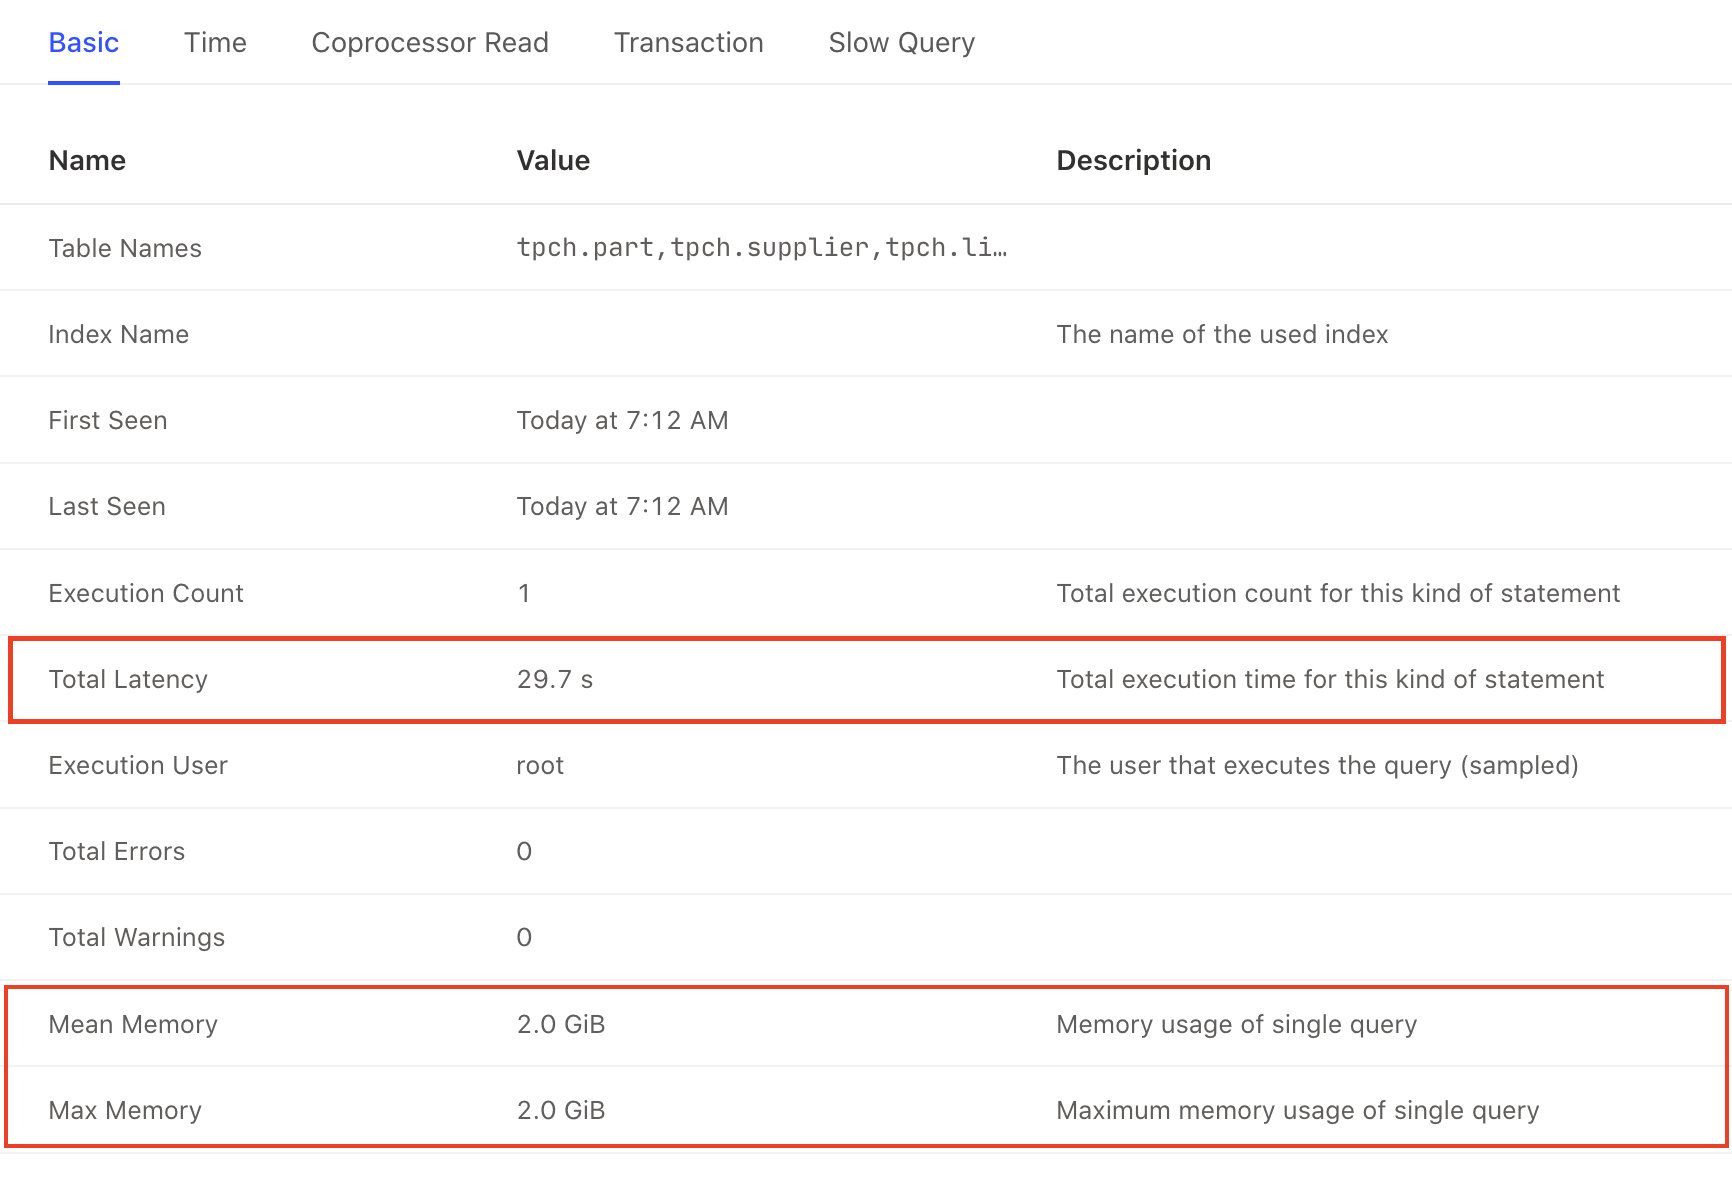 Basic Time Coprocessor Read Transaction Slow Query
Name Value Description
Table Names tpch.part,tpch.supplier,tpch.li…
Index Name The name of the used index
First Seen Today at 7:12 AM
Last Seen Today at 7:12 AM
Execution Count 1 Total execution count for this kind of statement
Total Latency 29.7 s Total execution time for this kind of statement
Execution User root The user that executes the query (sampled)
Total Errors 0
Total Warnings 0
Mean Memory 2.0 GiB Memory usage of single query
Max Memory 2.0 GiB Maximum memory usage of single query